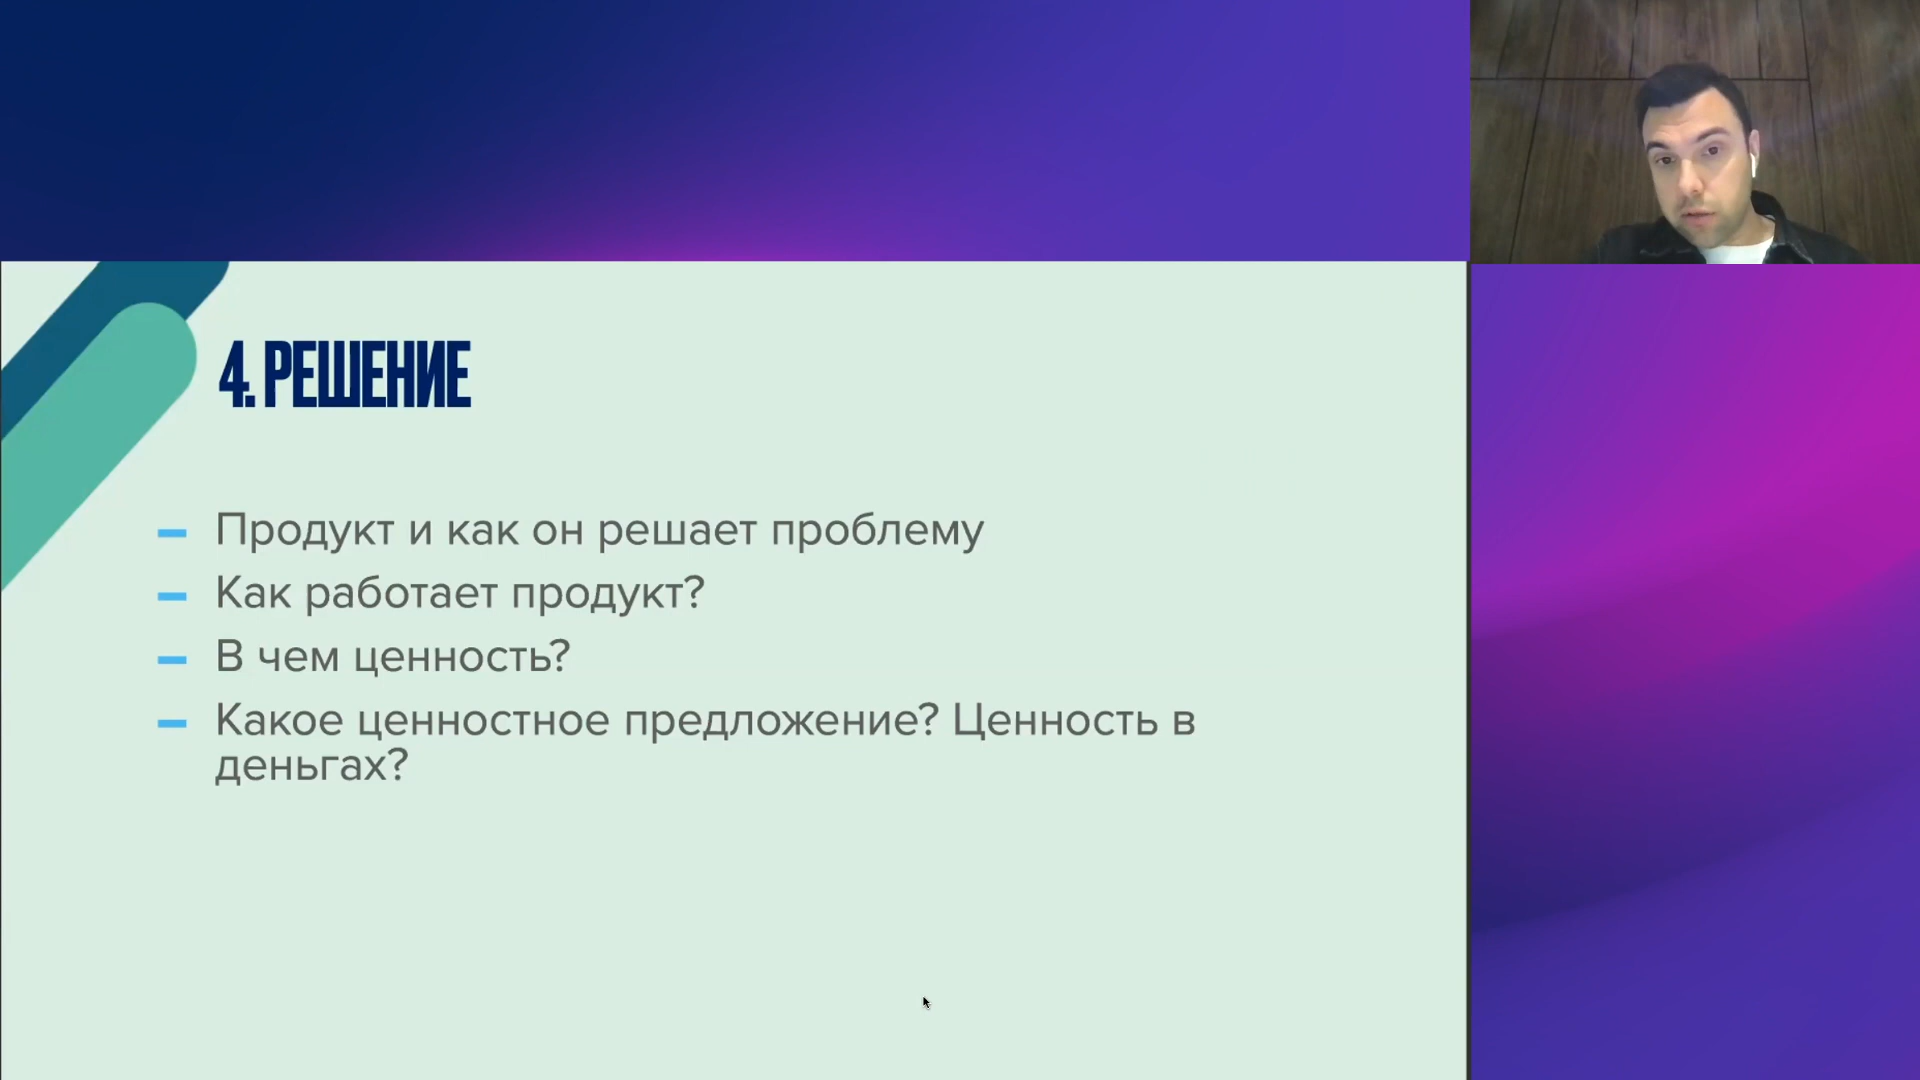 4. РЕШЕНИЕ
Продукт и как он решает проблему
Как работает продукт?
В чем ценность?
Какое ценностное предложение? Ценность в
деньгах?